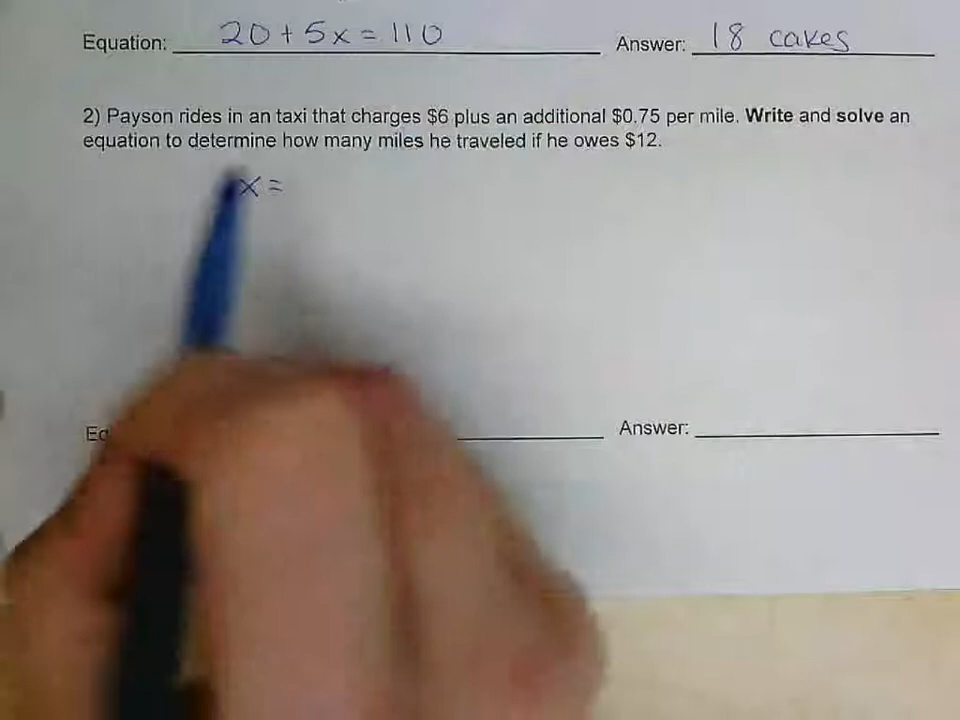 Equation: 20 + 5x = 110 Answer: 18 cakes
2) Payson rides in an taxi that charges $6 plus an additional $0.75 per mile. Write and solve an
equation to determine how many miles he traveled if he owes $12.
x =
Answer: